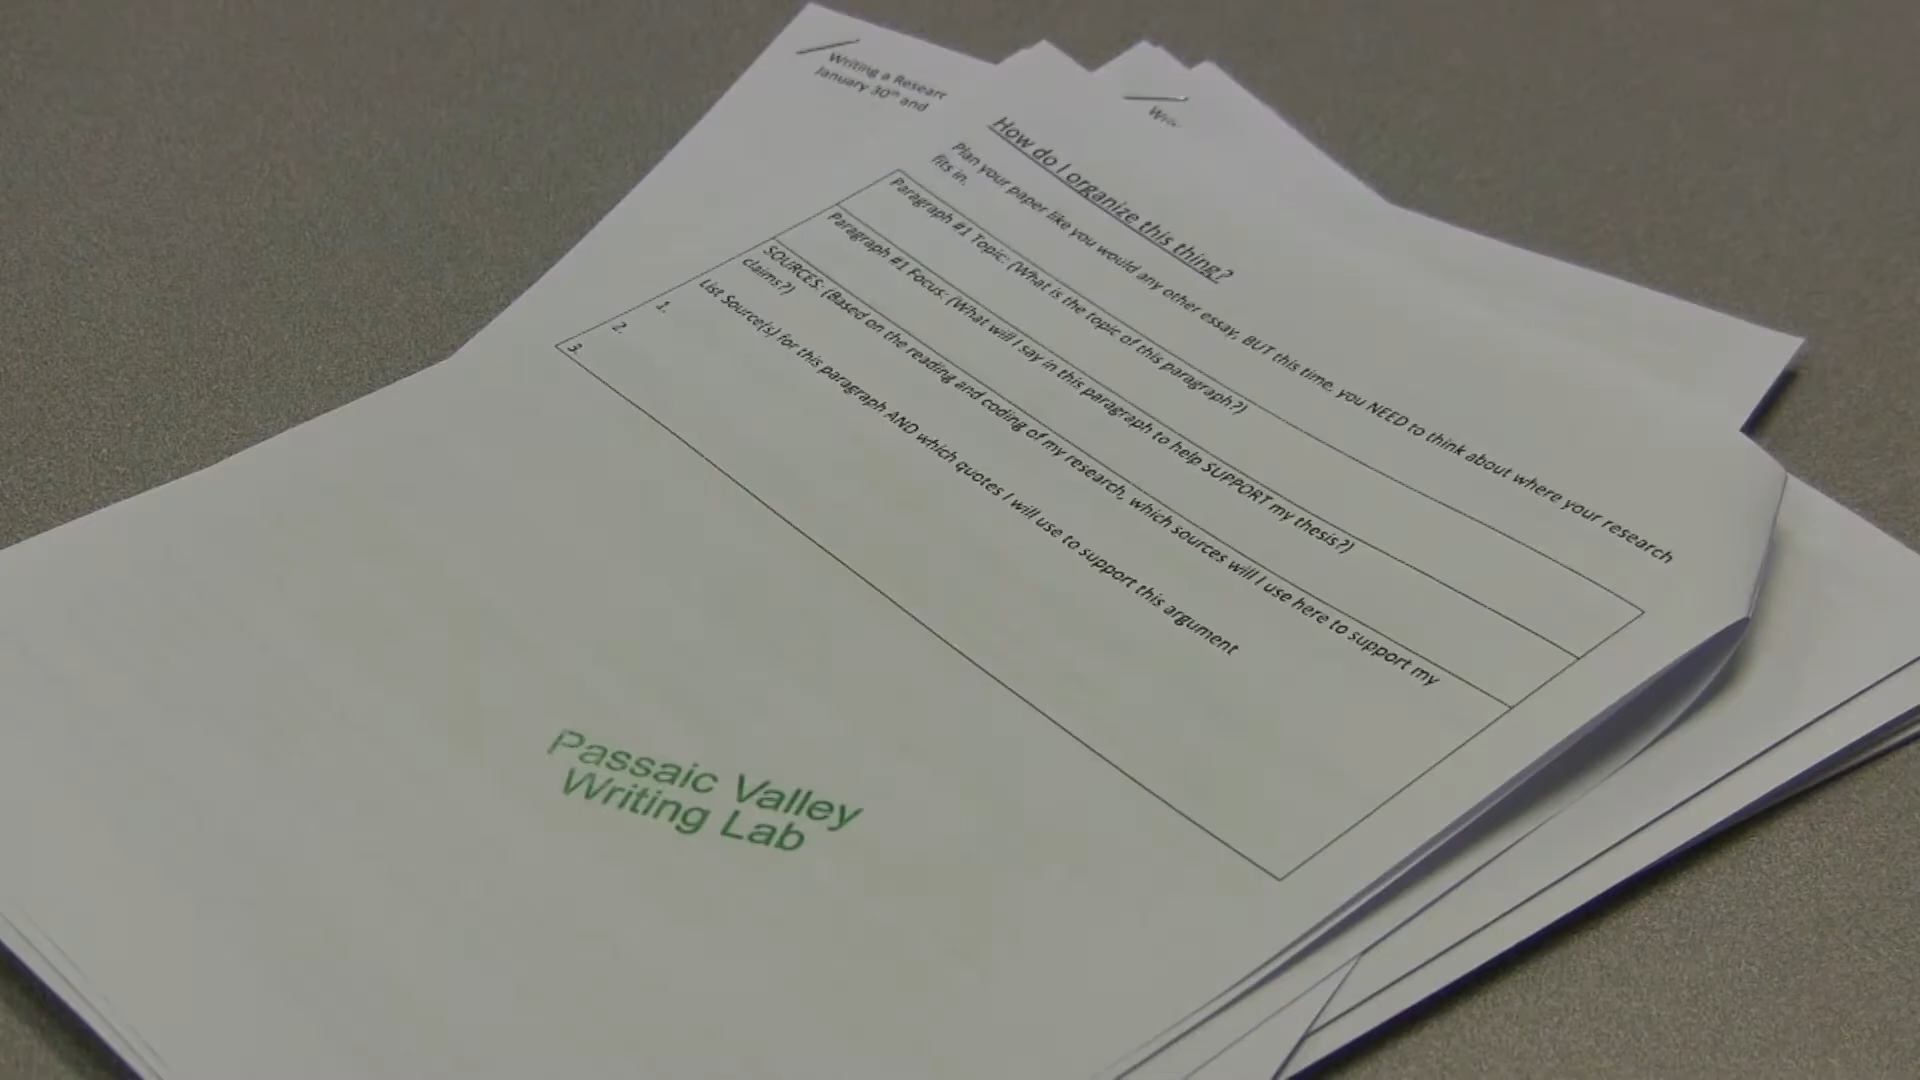 Writing a Resear
January 30th and
How do I organize this thing?
Plan your paper like you would any other essay, BUT this time, you NEED to think about where your research
fits in.
Paragraph #1 Topic: (What is the topic of this paragraph?)
Paragraph #1 Focus: (What will I say in this paragraph to help SUPPORT my thesis?)
SOURCES: (Based on the reading and coding of my research, which sources will I use here to support my
claims?)
List Source(s) for this paragraph AND which quotes I will use to support this argument
1.
2.
3.
Passaic Valley
Writing Lab